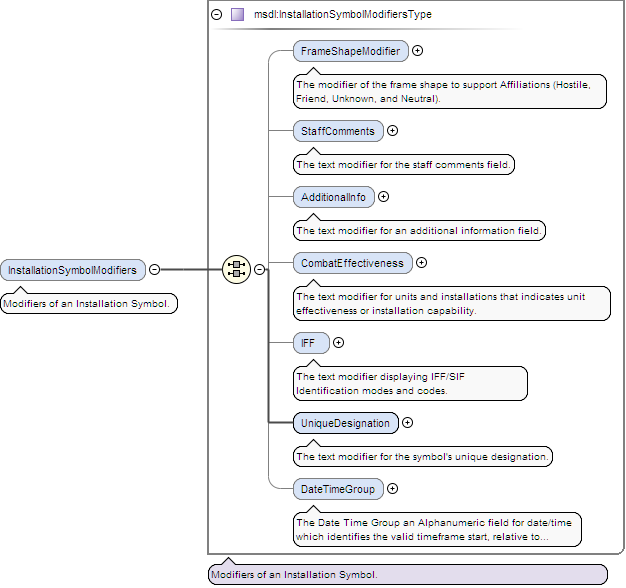 msdl:InstallationSymbolModifiersType
FrameShapeModifier
The modifier of the frame shape to support Affiliations (Hostile,
Friend, Unknown, and Neutral).
StaffComments
The text modifier for the staff comments field.
AdditionalInfo
The text modifier for an additional information field.
InstallationSymbolModifiers
Modifiers of an Installation Symbol.
CombatEffectiveness
The text modifier for units and installations that indicates unit
effectiveness or installation capability.
IFF
The text modifier displaying IFF/SIF
Identification modes and codes.
UniqueDesignation
The text modifier for the symbol's unique designation.
DateTimeGroup
The Date Time Group an Alphanumeric field for date/time
which identifies the valid timeframe start, relative to...
Modifiers of an Installation Symbol.